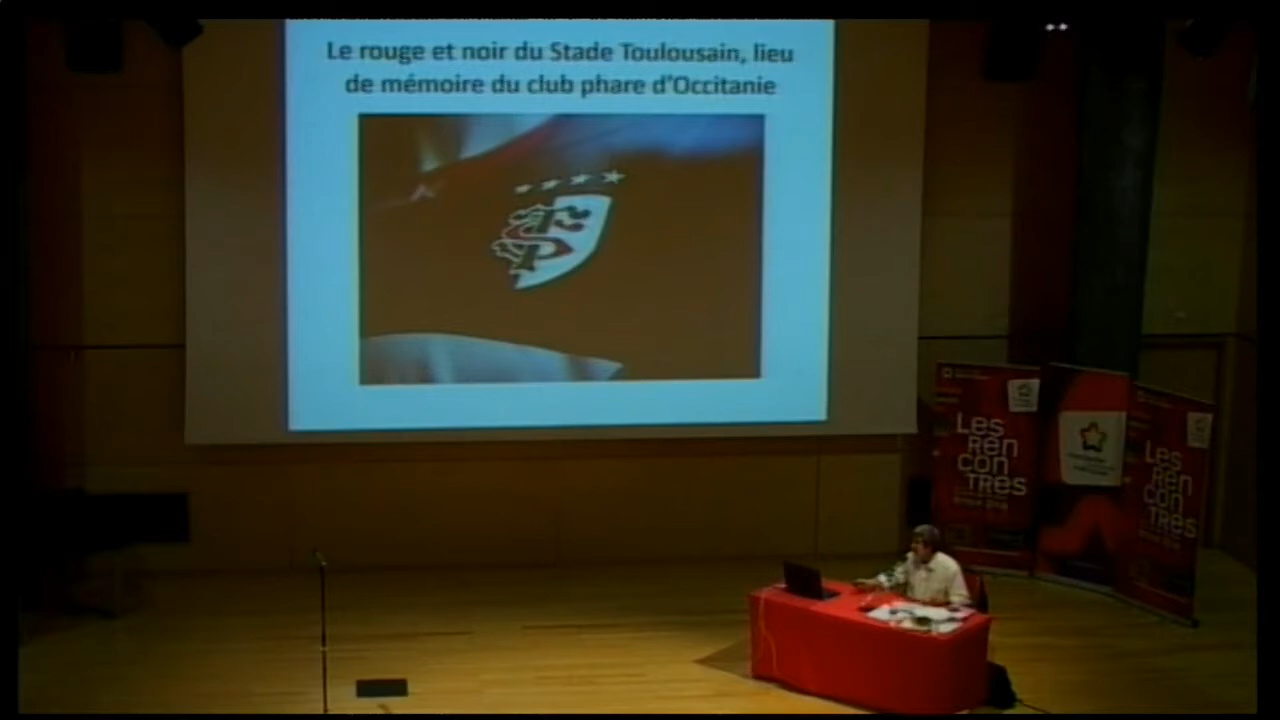 Le rouge et noir du Stade Toulousain, lieu
de mémoire du club phare d'Occitanie
ST
Les
Ren
con
Tres
Les
Ren
con
Tres